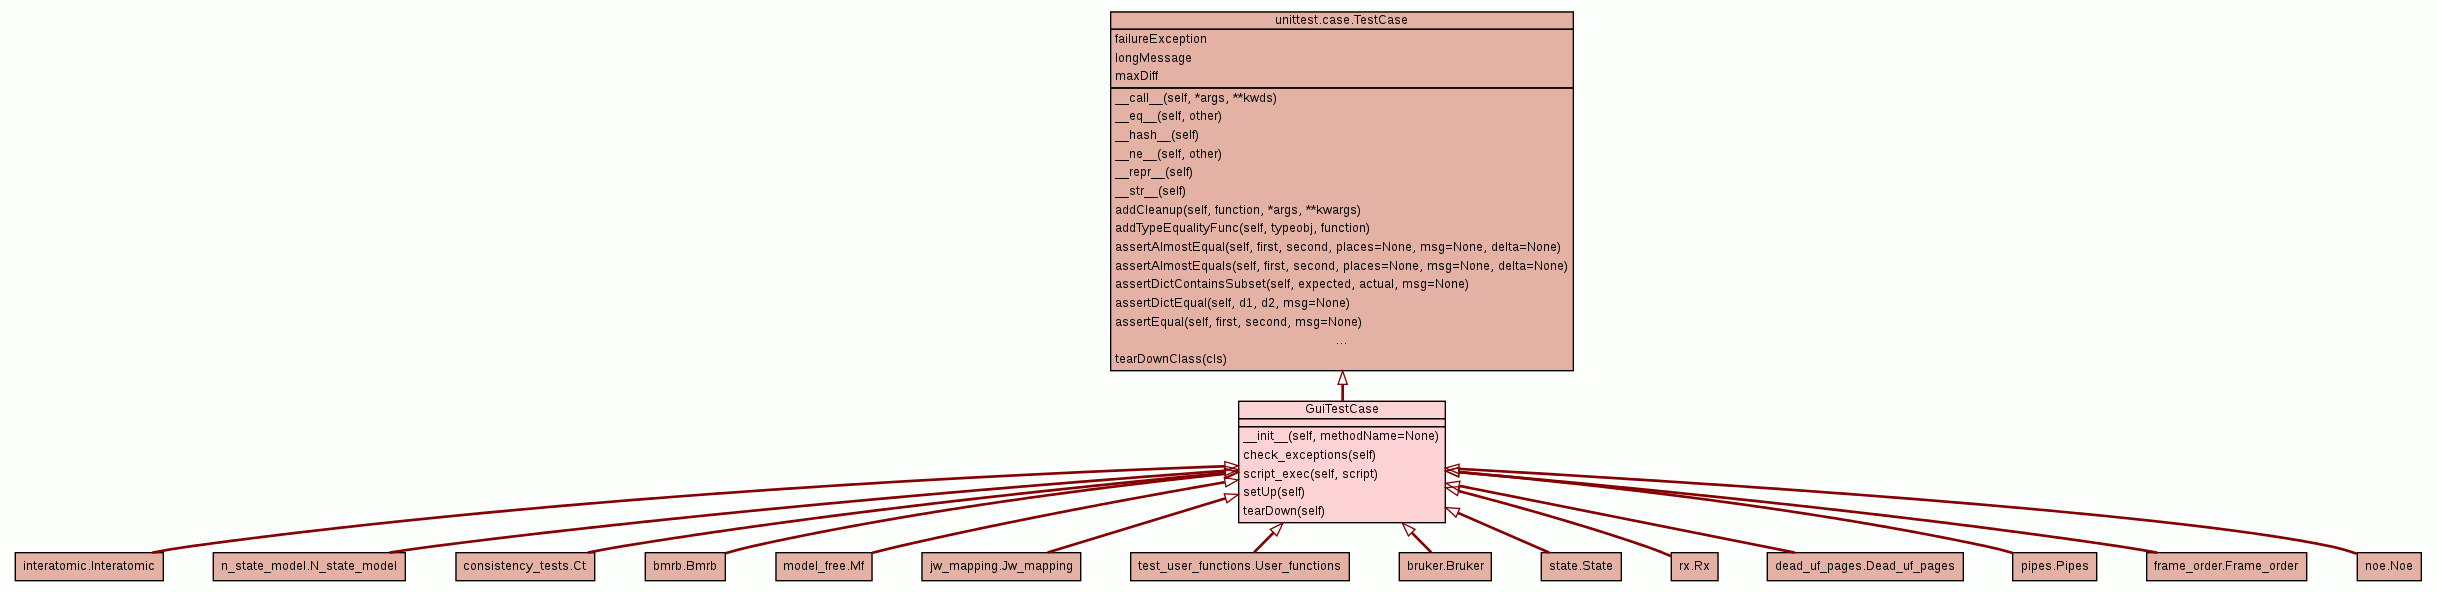 unittest.case.TestCase
failureException
longMessage
maxDiff
__call__(self, *args, **kwds)
__eq__(self, other)
__hash__(self)
__ne__(self, other)
__repr__(self)
__str__(self)
addCleanup(self, function, *args, **kwargs)
addTypeEqualityFunc(self, typeobj, function)
assertAlmostEqual(self, first, second, places=None, msg=None, delta=None)
assertAlmostEquals(self, first, second, places=None, msg=None, delta=None)
assertDictContainsSubset(self, expected, actual, msg=None)
assertDictEqual(self, d1, d2, msg=None)
assertEqual(self, first, second, msg=None)
...
tearDownClass(cls)
GuiTestCase
__init__(self, methodName=None)
check_exceptions(self)
script_exec(self, script)
setUp(self)
tearDown(self)
interatomic.Interatomic
n_state_model.N_state_model
consistency_tests.Ct
bmrb.Bmrb
model_free.Mf
jw_mapping.Jw_mapping
test_user_functions.User_functions
bruker.Bruker
state.State
rx.Rx
dead_uf_pages.Dead_uf_pages
pipes.Pipes
frame_order.Frame_order
noe.Noe